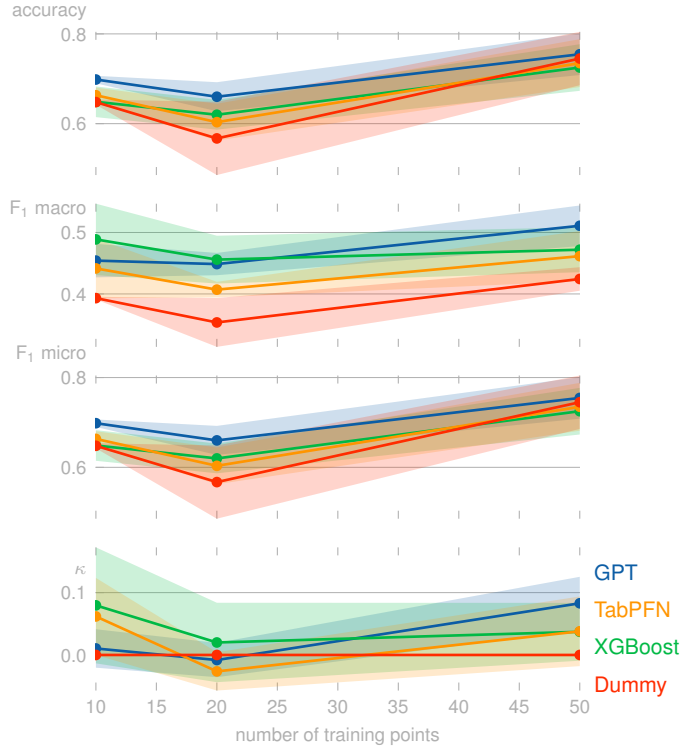 accuracy
0.8
0.6
F₁ macro
0.5
0.4
F₁ micro
0.8
0.6
κ
0.1
0.0
GPT
TabPFN
XGBoost
Dummy
10 15 20 25 30 35 40 45 50
number of training points